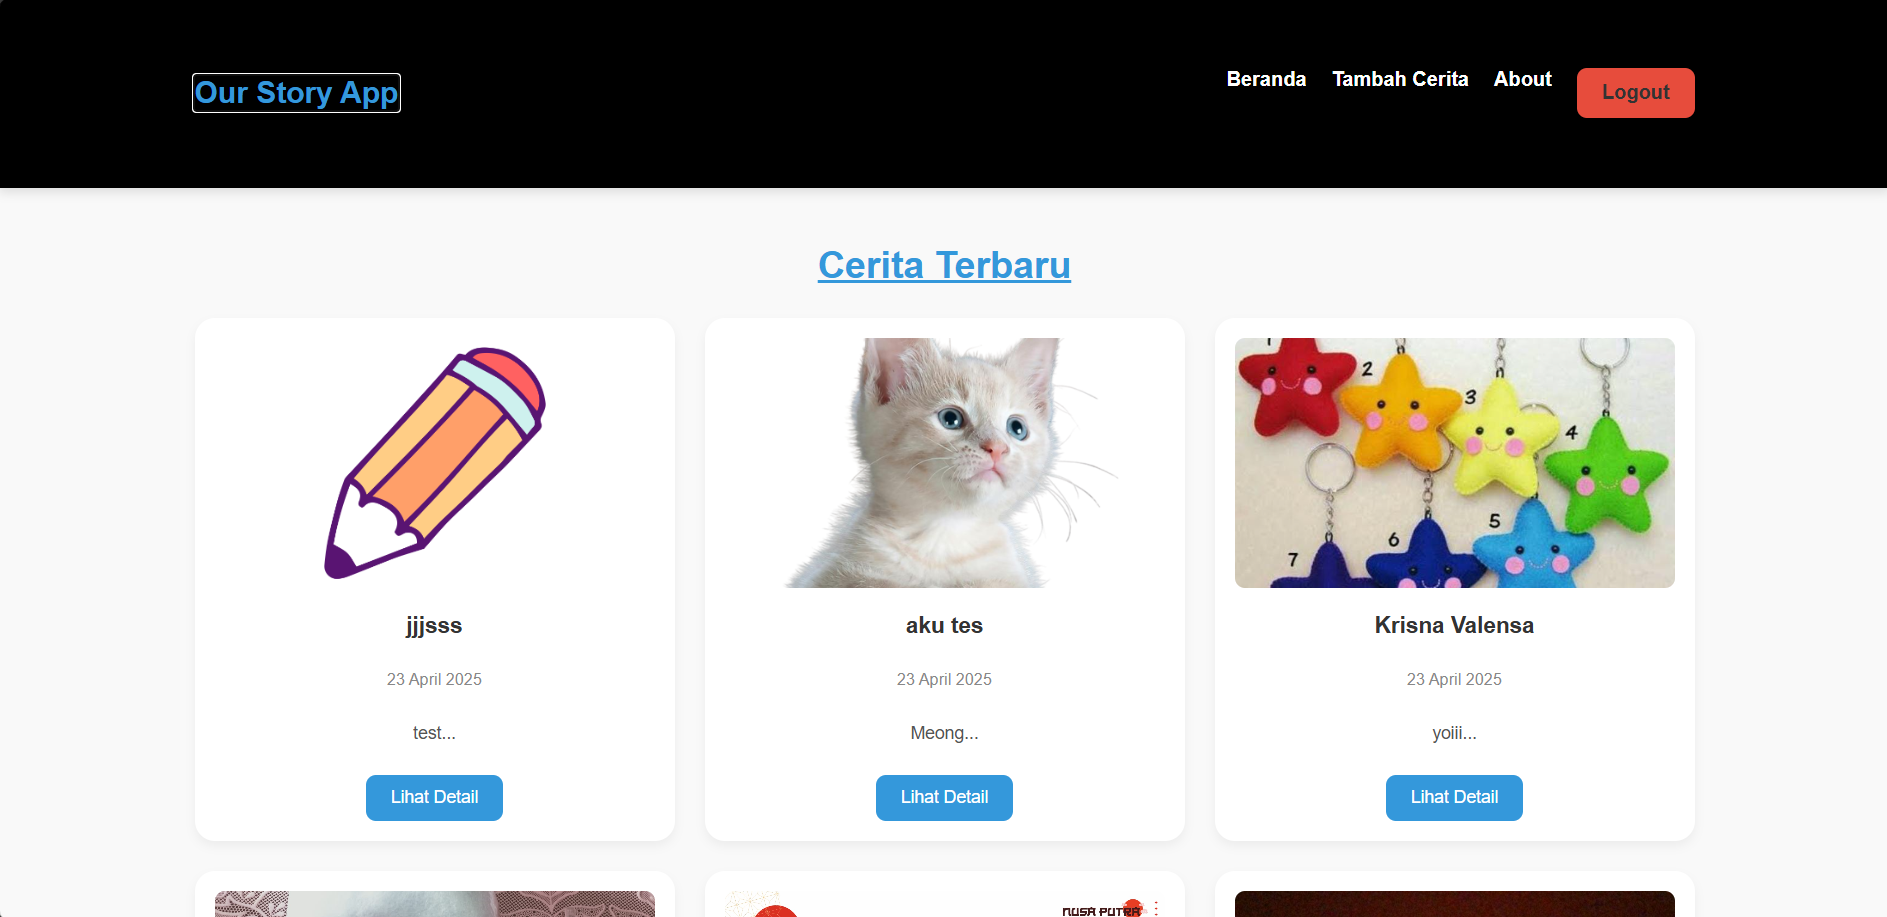 Our Story App
Beranda Tambah Cerita About Logout
Cerita Terbaru
1
2
3
4
5
6
7
jjjsss
23 April 2025
test...
Lihat Detail
aku tes
23 April 2025
Meong...
Lihat Detail
Krisna Valensa
23 April 2025
yoiii...
Lihat Detail
NUSA PUTRA